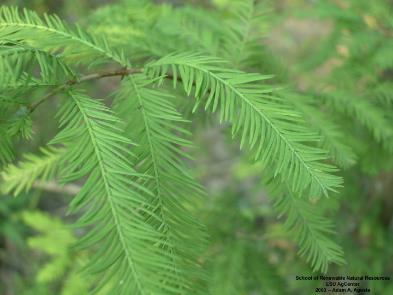 School of Renewable Natural Resources
LSU AgCenter
2003 -- Adam A. Agosta